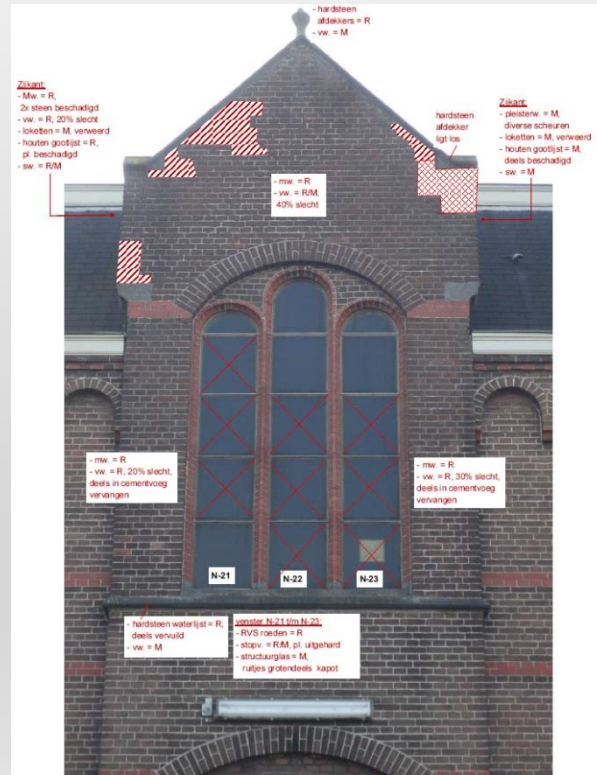 - hardsteen
afdekkers = R
- vw. = M
Zijkant:
- Mw. = R,
2x steen beschadigd
- vw. = R, 20% slecht
- loketten = M, verweerd
- houten gootlijst = R,
pl. beschadigd
- sw. = R/M
hardsteen
afdekker
ligt los
Zijkant:
- pleisterw. = M,
diverse scheuren
- loketten = M, verweerd
- houten gootlijst = M,
deels beschadigd
- sw. = M
- mw. = R
- vw. = R/M,
40% slecht
- mw. = R
- vw. = R, 20% slecht,
deels in cementvoeg
vervangen
- mw. = R
- vw. = R, 30% slecht,
deels in cementvoeg
vervangen
N-21
N-22
N-23
- hardsteen waterlijst = R,
deels vervuild
- vw. = M
venster N-21 t/m N-23:
- RVS roeden = R
- stopv. = R/M, pl. uitgehard
- structuurglas = M,
ruitjes grotendeels kapot